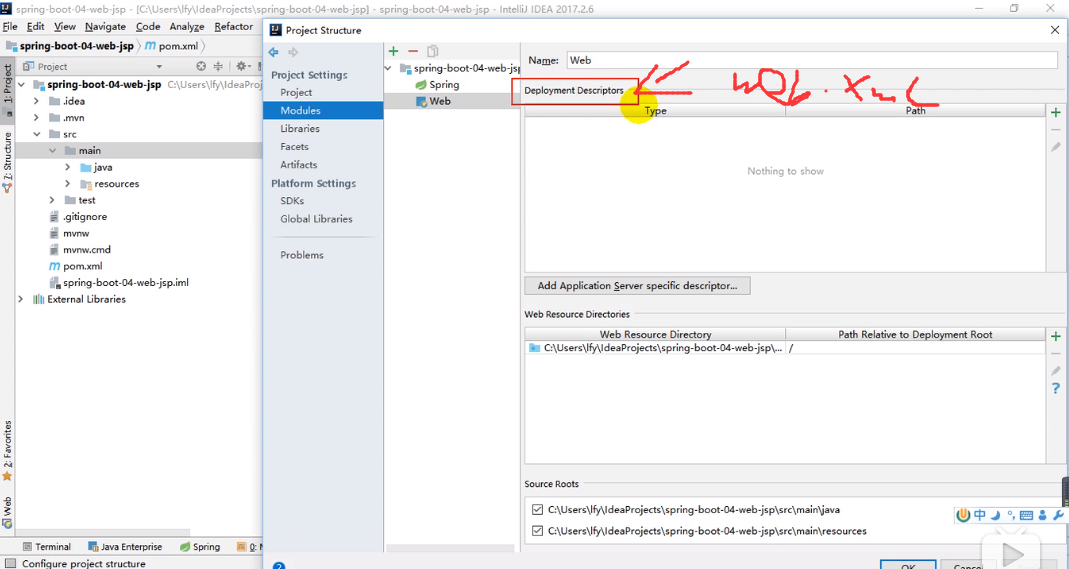 spring-boot-04-web-jsp - [C:\Users\lfy\IdeaProjects\spring-boot-04-web-jsp] - spring-boot-04-web-jsp - IntelliJ IDEA 2017.2.6
File Edit View Navigate Code Analyze Refactor
spring-boot-04-web-jsp pom.xml
Project
1: Project
spring-boot-04-web-jsp C:\Users\lfy\IdeaProj
.idea
.mvn
src
main
java
resources
test
.gitignore
mvnw
mvnw.cmd
pom.xml
spring-boot-04-web-jsp.iml
External Libraries
7: Structure
2: Favorites
Web
Terminal Java Enterprise Spring 0:
Configure project structure
Project Structure
Project Settings
Project
Modules
Libraries
Facets
Artifacts
Platform Settings
SDKs
Global Libraries
Problems
spring-boot-04-web-jsp
Spring
Web
Name: Web
Deployment Descriptors
web.xml
Type Path
Nothing to show
Add Application Server specific descriptor...
Web Resource Directories
Web Resource Directory Path Relative to Deployment Root
C:\Users\lfy\IdeaProjects\spring-boot-04-web-jsp\... /
Source Roots
C:\Users\lfy\IdeaProjects\spring-boot-04-web-jsp\src\main\java
C:\Users\lfy\IdeaProjects\spring-boot-04-web-jsp\src\main\resources
中
OK